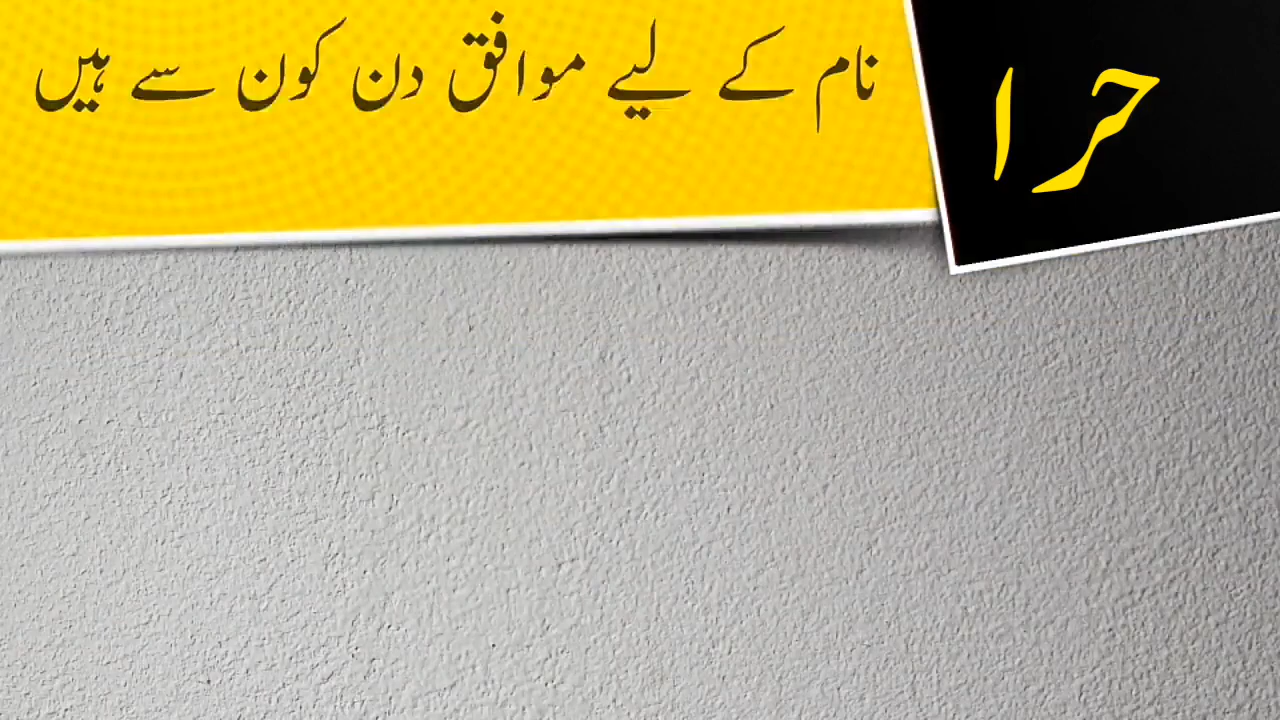 حرا
نام کے لیے موافق دن کون سے ہیں